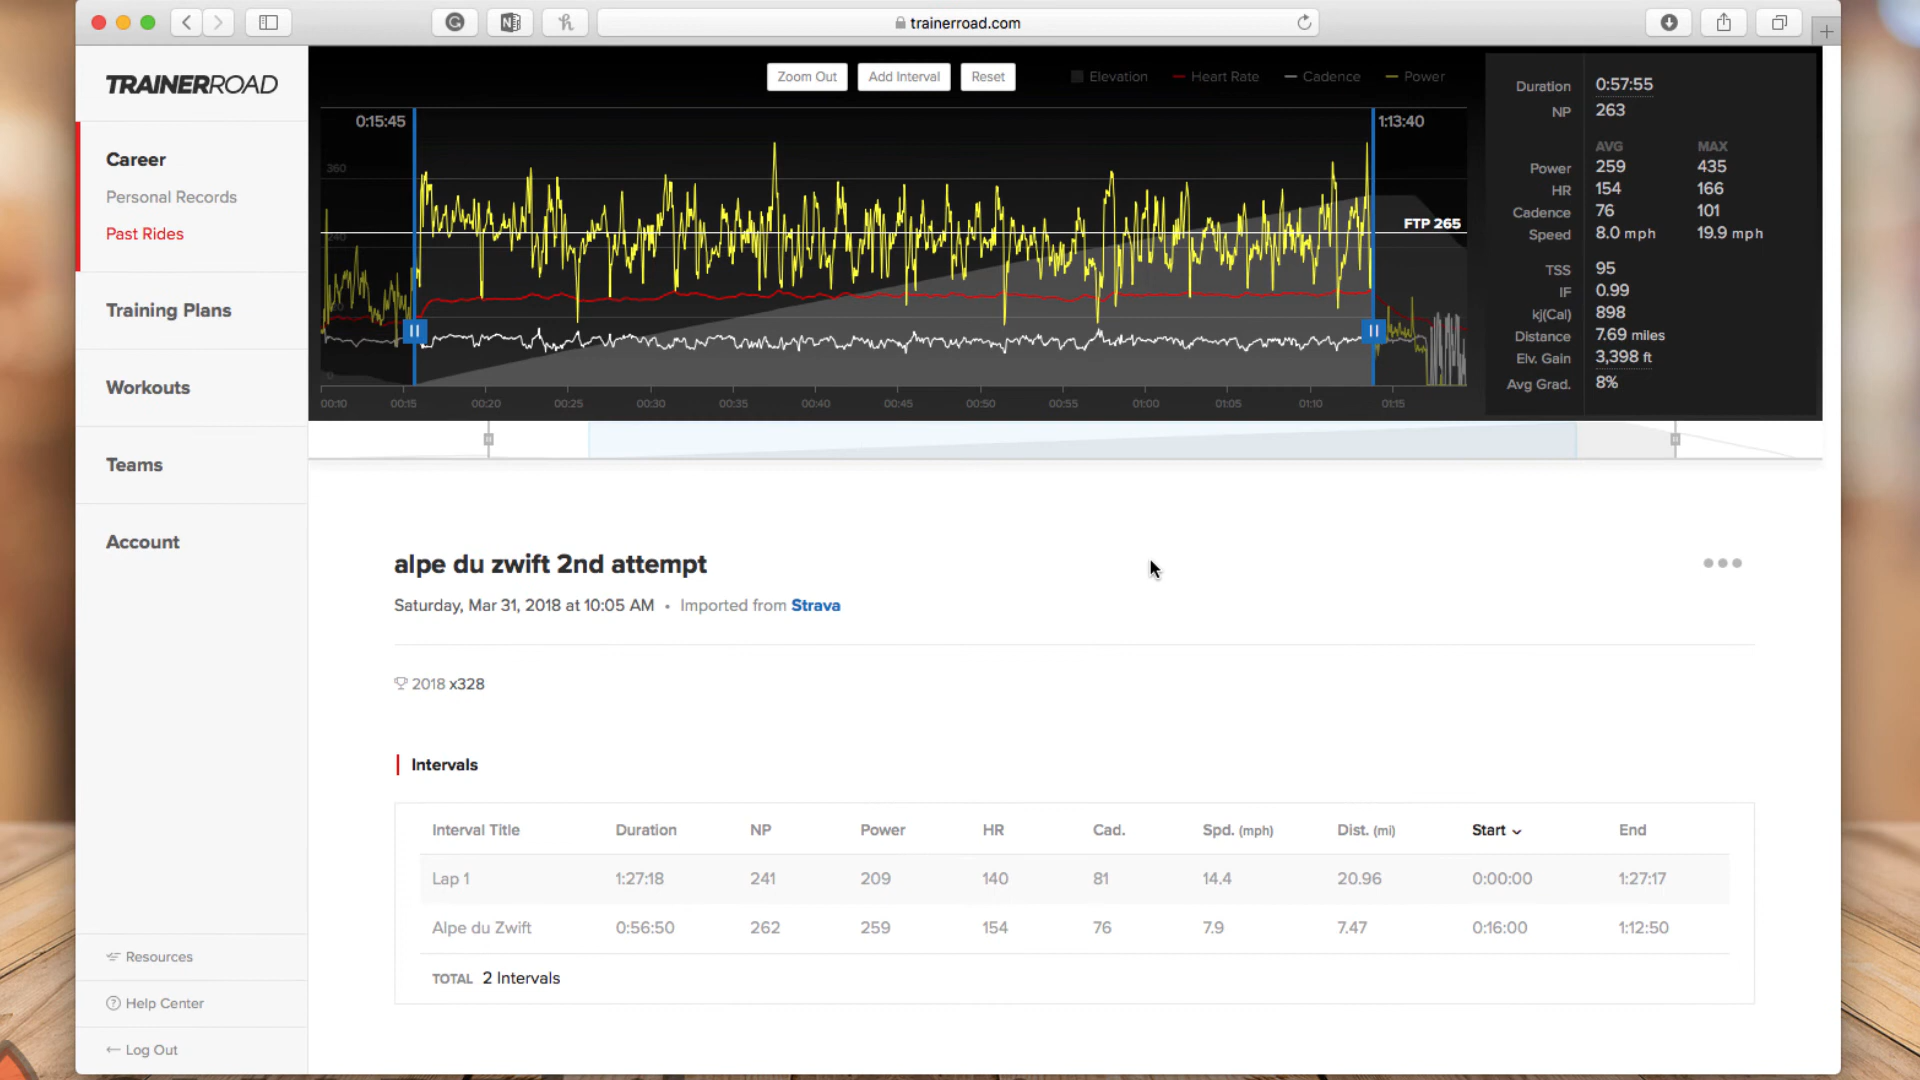 trainerroad.com
TRAINERROAD
Career
Personal Records
Past Rides
Training Plans
Workouts
Teams
Account
Resources
Help Center
Log Out
Zoom Out Add Interval Reset Elevation Heart Rate Cadence Power
0:15:45 1:13:40
360
240
FTP 265
0
00:10 00:15 00:20 00:25 00:30 00:35 00:40 00:45 00:50 00:55 01:00 01:05 01:10 01:15
Duration 0:57:55
NP 263
AVG MAX
Power 259 435
HR 154 166
Cadence 76 101
Speed 8.0 mph 19.9 mph
TSS 95
IF 0.99
kj(Cal) 898
Distance 7.69 miles
Elv. Gain 3,398 ft
Avg Grad. 8%
alpe du zwift 2nd attempt
Saturday, Mar 31, 2018 at 10:05 AM • Imported from Strava
2018 x328
Intervals
Interval Title Duration NP Power HR Cad. Spd. (mph) Dist. (mi) Start End
Lap 1 1:27:18 241 209 140 81 14.4 20.96 0:00:00 1:27:17
Alpe du Zwift 0:56:50 262 259 154 76 7.9 7.47 0:16:00 1:12:50
TOTAL 2 Intervals